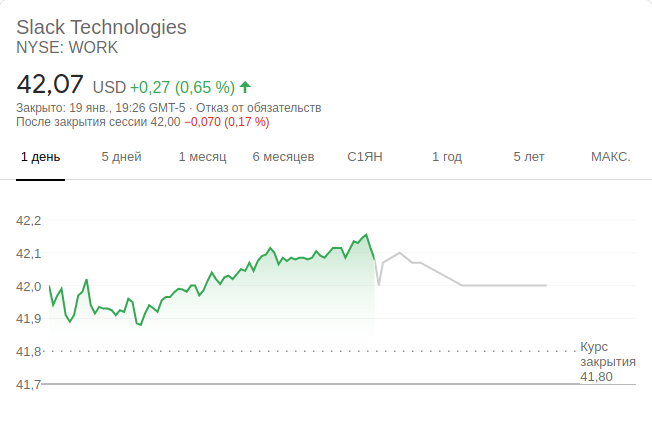 Slack Technologies
NYSE: WORK
42,07 USD +0,27 (0,65 %)
Закрыто: 19 янв., 19:26 GMT-5 · Отказ от обязательств
После закрытия сессии 42,00 −0,070 (0,17 %)
1 день 5 дней 1 месяц 6 месяцев С1ЯН 1 год 5 лет МАКС.
42,2
42,1
42,0
41,9
41,8
Курс
закрытия
41,80
41,7